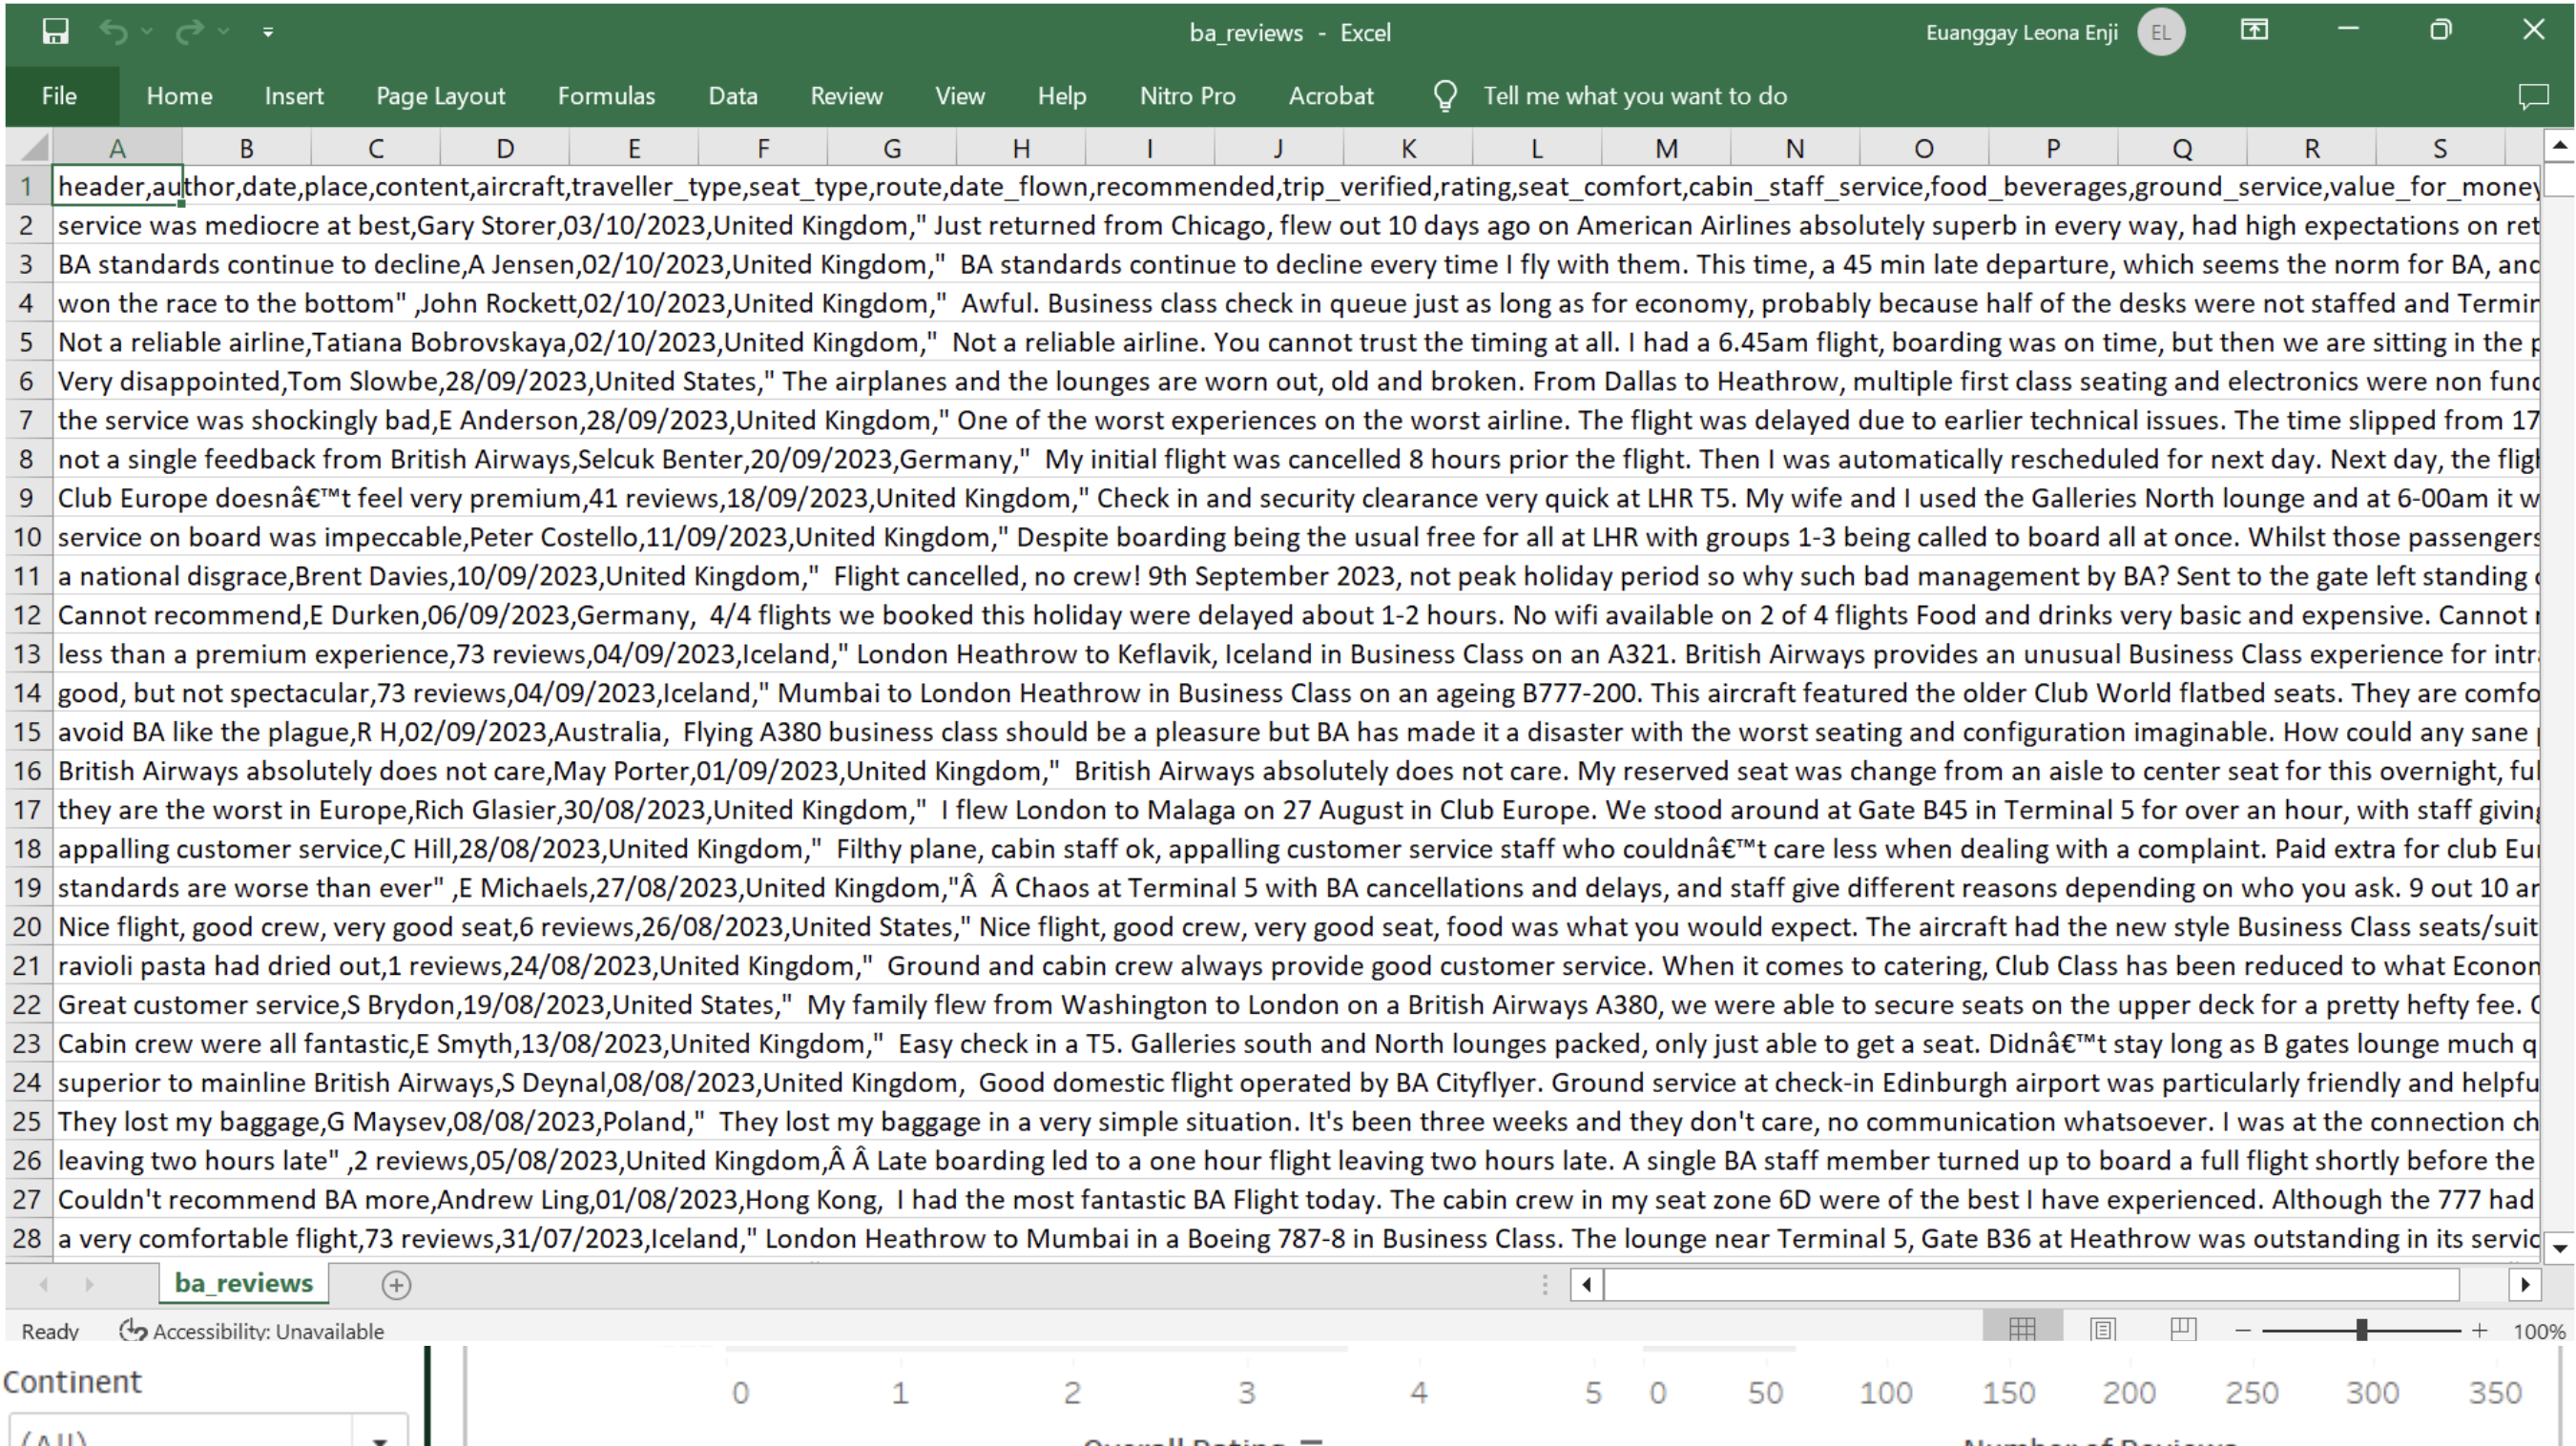 ba_reviews - Excel
Euanggay Leona Enji
EL
File Home Insert Page Layout Formulas Data Review View Help Nitro Pro Acrobat Tell me what you want to do
A B C D E F G H I J K L M N O P Q R S
1 header,author,date,place,content,aircraft,traveller_type,seat_type,route,date_flown,recommended,trip_verified,rating,seat_comfort,cabin_staff_service,food_beverages,ground_service,value_for_money
2 service was mediocre at best,Gary Storer,03/10/2023,United Kingdom," Just returned from Chicago, flew out 10 days ago on American Airlines absolutely superb in every way, had high expectations on ret
3 BA standards continue to decline,A Jensen,02/10/2023,United Kingdom,"  BA standards continue to decline every time I fly with them. This time, a 45 min late departure, which seems the norm for BA, and
4 won the race to the bottom" ,John Rockett,02/10/2023,United Kingdom,"  Awful. Business class check in queue just as long as for economy, probably because half of the desks were not staffed and Termin
5 Not a reliable airline,Tatiana Bobrovskaya,02/10/2023,United Kingdom,"  Not a reliable airline. You cannot trust the timing at all. I had a 6.45am flight, boarding was on time, but then we are sitting in the p
6 Very disappointed,Tom Slowbe,28/09/2023,United States," The airplanes and the lounges are worn out, old and broken. From Dallas to Heathrow, multiple first class seating and electronics were non func
7 the service was shockingly bad,E Anderson,28/09/2023,United Kingdom," One of the worst experiences on the worst airline. The flight was delayed due to earlier technical issues. The time slipped from 17
8 not a single feedback from British Airways,Selcuk Benter,20/09/2023,Germany,"  My initial flight was cancelled 8 hours prior the flight. Then I was automatically rescheduled for next day. Next day, the fligh
9 Club Europe doesnâ€™t feel very premium,41 reviews,18/09/2023,United Kingdom," Check in and security clearance very quick at LHR T5. My wife and I used the Galleries North lounge and at 6-00am it w
10 service on board was impeccable,Peter Costello,11/09/2023,United Kingdom," Despite boarding being the usual free for all at LHR with groups 1-3 being called to board all at once. Whilst those passengers
11 a national disgrace,Brent Davies,10/09/2023,United Kingdom,"  Flight cancelled, no crew! 9th September 2023, not peak holiday period so why such bad management by BA? Sent to the gate left standing
12 Cannot recommend,E Durken,06/09/2023,Germany,  4/4 flights we booked this holiday were delayed about 1-2 hours. No wifi available on 2 of 4 flights Food and drinks very basic and expensive. Cannot
13 less than a premium experience,73 reviews,04/09/2023,Iceland," London Heathrow to Keflavik, Iceland in Business Class on an A321. British Airways provides an unusual Business Class experience for intr
14 good, but not spectacular,73 reviews,04/09/2023,Iceland," Mumbai to London Heathrow in Business Class on an ageing B777-200. This aircraft featured the older Club World flatbed seats. They are comfo
15 avoid BA like the plague,R H,02/09/2023,Australia,  Flying A380 business class should be a pleasure but BA has made it a disaster with the worst seating and configuration imaginable. How could any sane
16 British Airways absolutely does not care,May Porter,01/09/2023,United Kingdom,"  British Airways absolutely does not care. My reserved seat was change from an aisle to center seat for this overnight, ful
17 they are the worst in Europe,Rich Glasier,30/08/2023,United Kingdom,"  I flew London to Malaga on 27 August in Club Europe. We stood around at Gate B45 in Terminal 5 for over an hour, with staff giving
18 appalling customer service,C Hill,28/08/2023,United Kingdom,"  Filthy plane, cabin staff ok, appalling customer service staff who couldnâ€™t care less when dealing with a complaint. Paid extra for club Eur
19 standards are worse than ever" ,E Michaels,27/08/2023,United Kingdom,"Â  Â Chaos at Terminal 5 with BA cancellations and delays, and staff give different reasons depending on who you ask. 9 out 10 ar
20 Nice flight, good crew, very good seat,6 reviews,26/08/2023,United States," Nice flight, good crew, very good seat, food was what you would expect. The aircraft had the new style Business Class seats/suit
21 ravioli pasta had dried out,1 reviews,24/08/2023,United Kingdom,"  Ground and cabin crew always provide good customer service. When it comes to catering, Club Class has been reduced to what Econom
22 Great customer service,S Brydon,19/08/2023,United States,"  My family flew from Washington to London on a British Airways A380, we were able to secure seats on the upper deck for a pretty hefty fee.
23 Cabin crew were all fantastic,E Smyth,13/08/2023,United Kingdom,"  Easy check in a T5. Galleries south and North lounges packed, only just able to get a seat. Didnâ€™t stay long as B gates lounge much q
24 superior to mainline British Airways,S Deynal,08/08/2023,United Kingdom,  Good domestic flight operated by BA Cityflyer. Ground service at check-in Edinburgh airport was particularly friendly and helpfu
25 They lost my baggage,G Maysev,08/08/2023,Poland,"  They lost my baggage in a very simple situation. It's been three weeks and they don't care, no communication whatsoever. I was at the connection ch
26 leaving two hours late" ,2 reviews,05/08/2023,United Kingdom,Â Â Late boarding led to a one hour flight leaving two hours late. A single BA staff member turned up to board a full flight shortly before the
27 Couldn't recommend BA more,Andrew Ling,01/08/2023,Hong Kong,  I had the most fantastic BA Flight today. The cabin crew in my seat zone 6D were of the best I have experienced. Although the 777 had
28 a very comfortable flight,73 reviews,31/07/2023,Iceland," London Heathrow to Mumbai in a Boeing 787-8 in Business Class. The lounge near Terminal 5, Gate B36 at Heathrow was outstanding in its servic
ba_reviews
Ready Accessibility: Unavailable 100%
Continent 0 1 2 3 4 5 0 50 100 150 200 250 300 350
(All) Overall Rating Number of Reviews